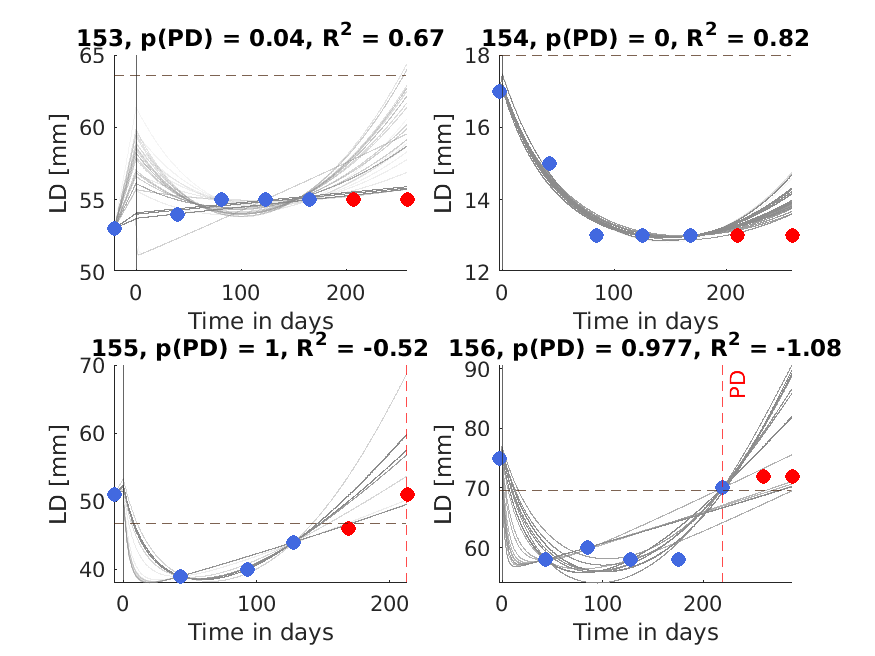 153, p(PD) = 0.04, R² = 0.67
65
60
55
50
LD [mm]
0
100
200
Time in days
154, p(PD) = 0, R² = 0.82
18
16
14
12
LD [mm]
0
100
200
Time in days
155, p(PD) = 1, R² = -0.52
70
60
50
40
LD [mm]
0
100
200
Time in days
156, p(PD) = 0.977, R² = -1.08
90
80
70
60
LD [mm]
PD
0
100
200
Time in days